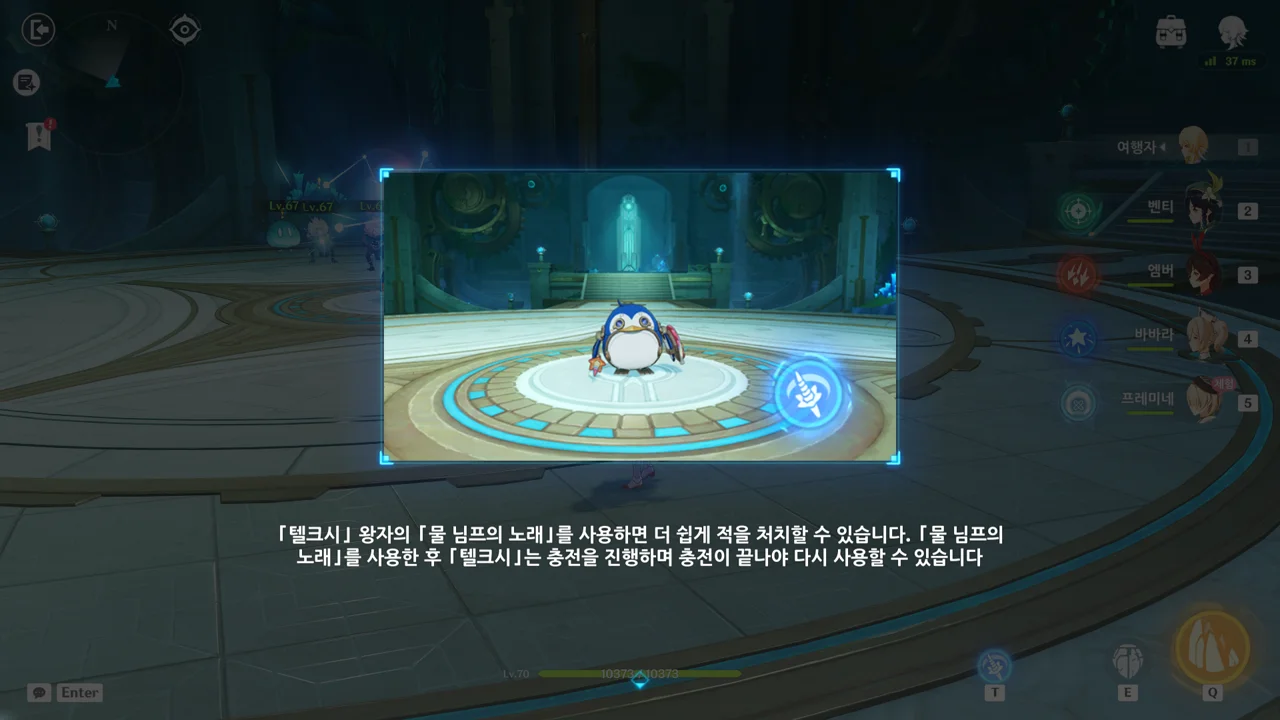 N
37 ms
여행자
1
Lv.67
Lv.67
벤티
2
엠버
3
바바라
4
체험
프레미네
5
「텔크시」 왕자의 「물 님프의 노래」를 사용하면 더 쉽게 적을 처치할 수 있습니다. 「물 님프의
노래」를 사용한 후 「텔크시」는 충전을 진행하며 충전이 끝나야 다시 사용할 수 있습니다
Lv.70
10373/10373
Enter
T
E
Q